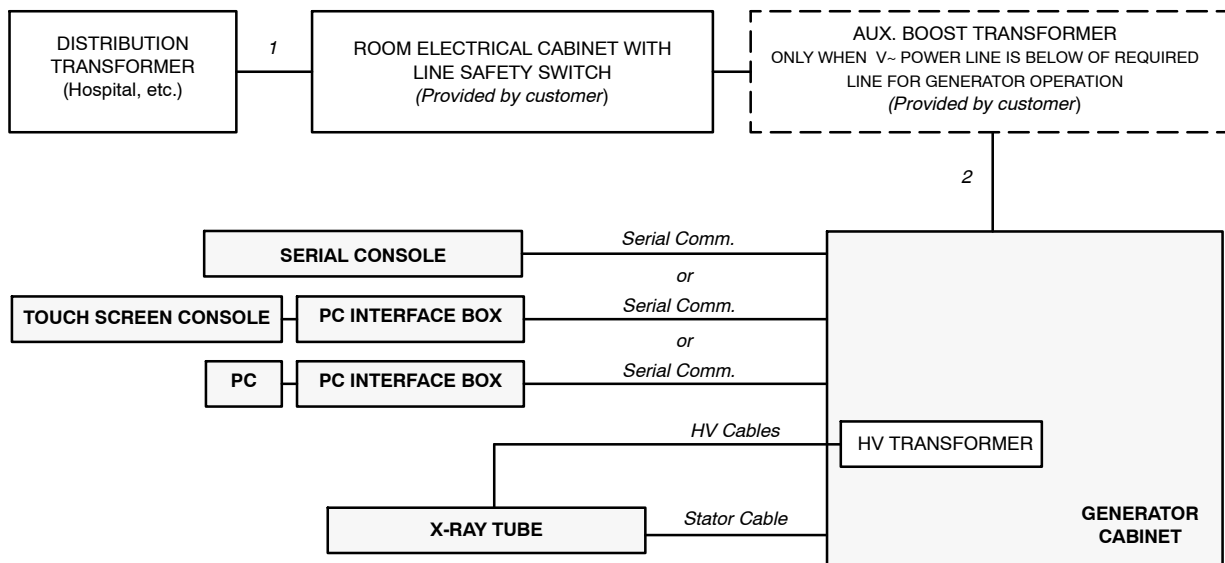 DISTRIBUTION
TRANSFORMER
(Hospital, etc.)
1
ROOM ELECTRICAL CABINET WITH
LINE SAFETY SWITCH
(Provided by customer)
AUX. BOOST TRANSFORMER
ONLY WHEN V~ POWER LINE IS BELOW OF REQUIRED
LINE FOR GENERATOR OPERATION
(Provided by customer)
2
SERIAL CONSOLE
Serial Comm.
or
TOUCH SCREEN CONSOLE
PC INTERFACE BOX
Serial Comm.
or
PC
PC INTERFACE BOX
Serial Comm.
HV Cables
HV TRANSFORMER
X-RAY TUBE
Stator Cable
GENERATOR
CABINET